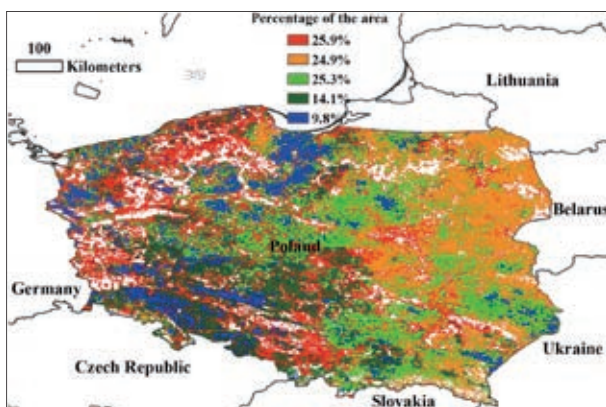 Percentage of the area
25.9%
24.9%
25.3%
14.1%
9.8%
100
Kilometers
Lithuania
Belarus
Poland
Germany
Czech Republic
Ukraine
Slovakia